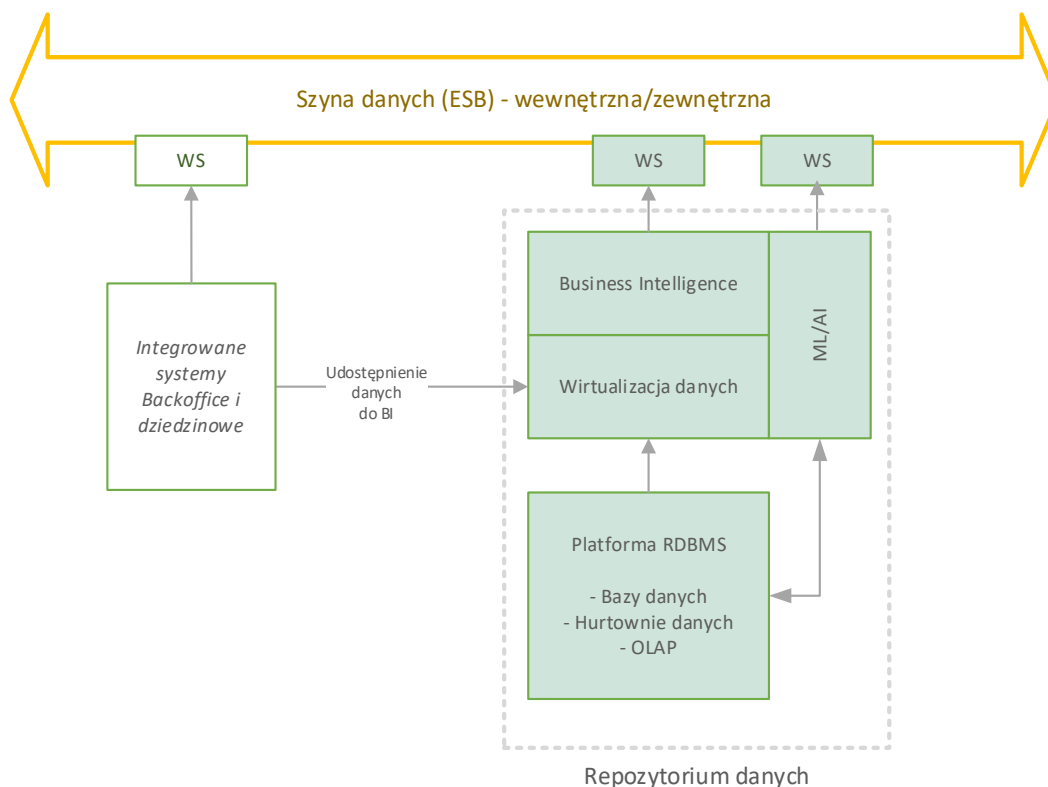 Szyna danych (ESB) - wewnętrzna/zewnętrzna
WS
WS
WS
Integrowane
systemy
Backoffice i
dziedzinowe
Udostępnienie
danych
do BI
Business Intelligence
Wirtualizacja danych
ML/AI
Platforma RDBMS
- Bazy danych
- Hurtownie danych
- OLAP
Repozytorium danych